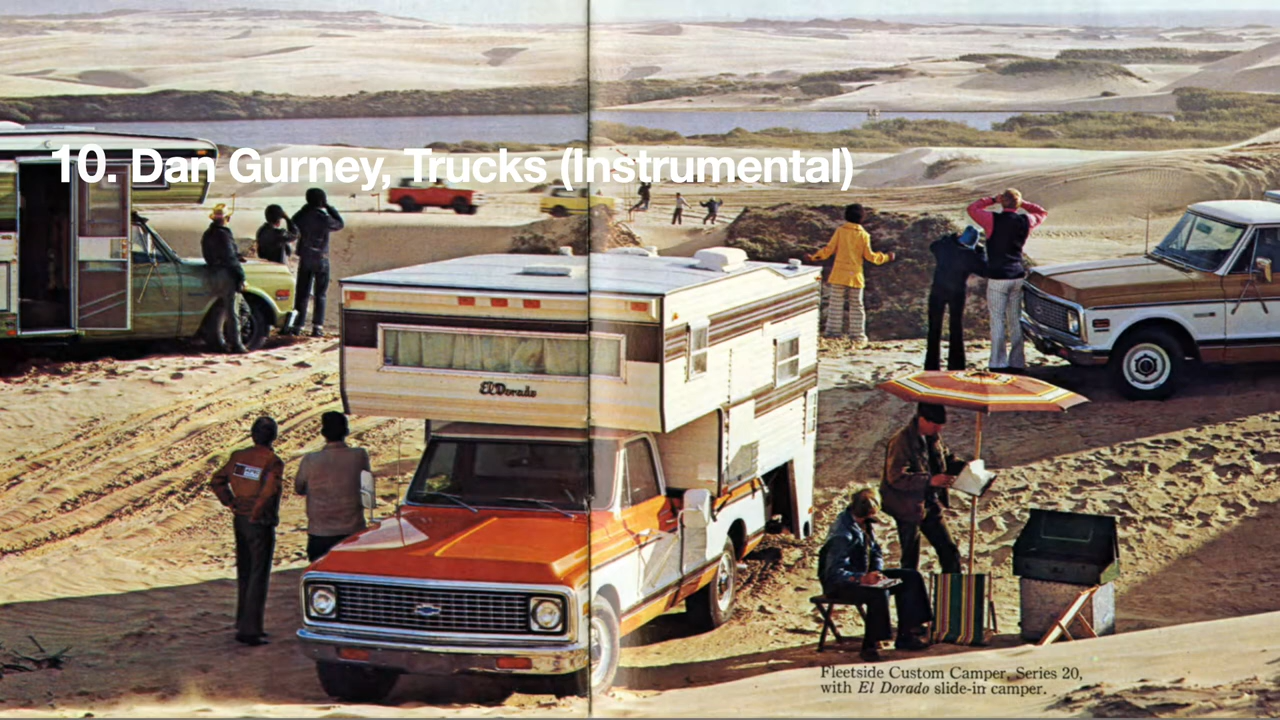 10. Dan Gurney, Trucks (Instrumental)
El Dorado
Fleetside Custom Camper, Series 20,
with El Dorado slide-in camper.